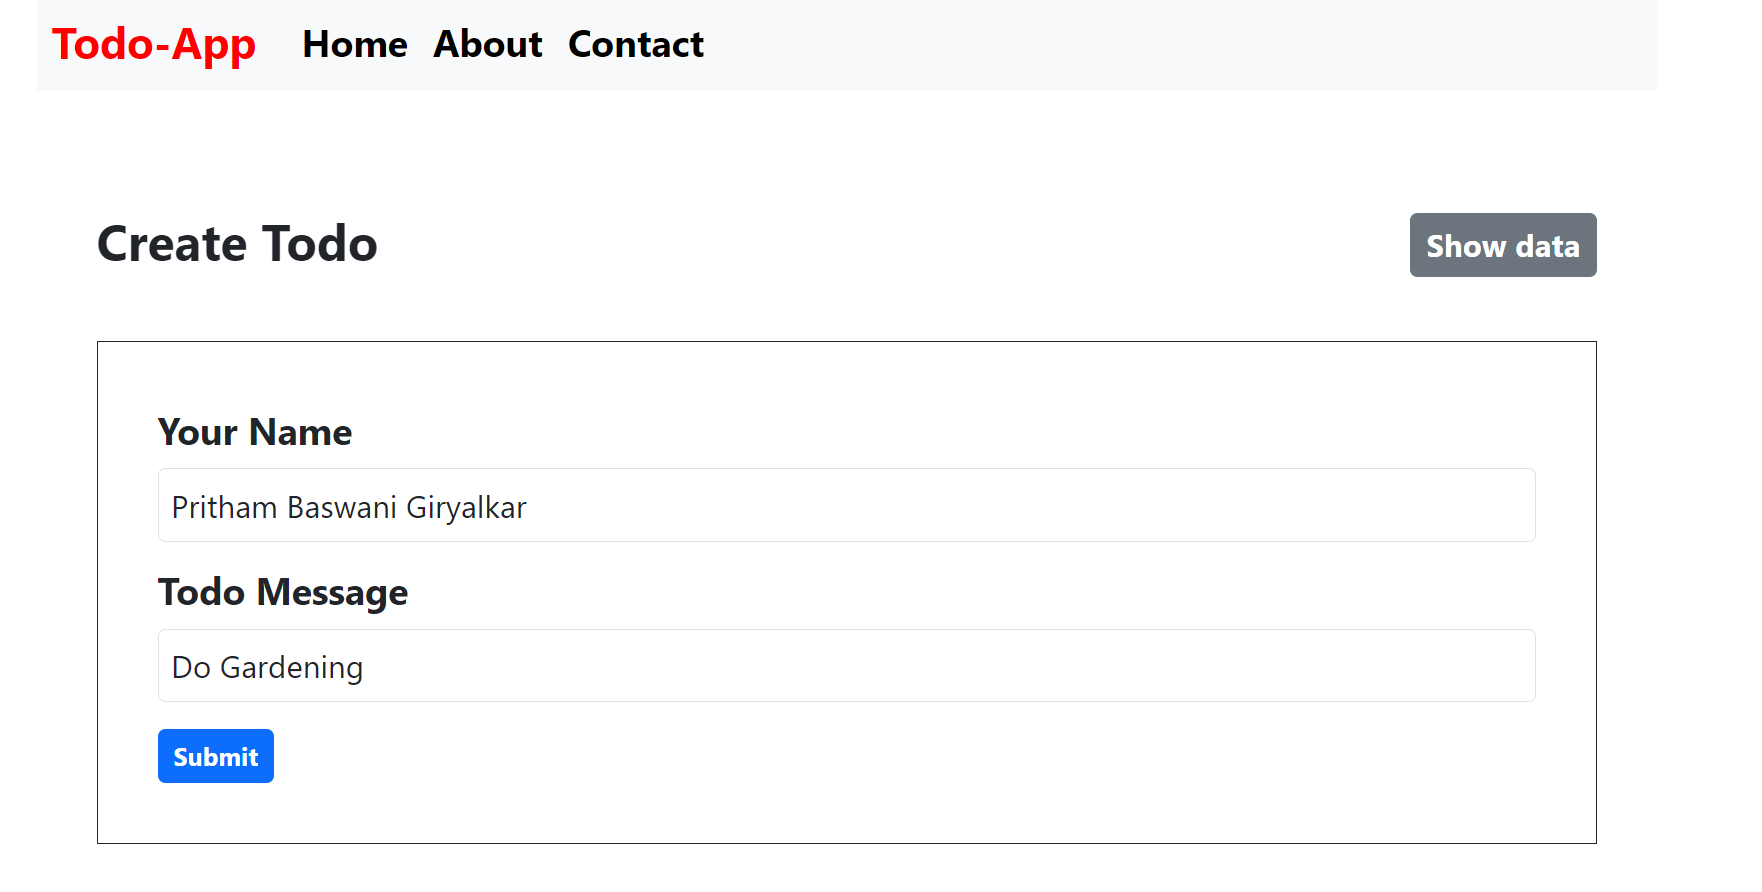 Todo-App Home About Contact
Create Todo Show data
Your Name
Pritham Baswani Giryalkar
Todo Message
Do Gardening
Submit